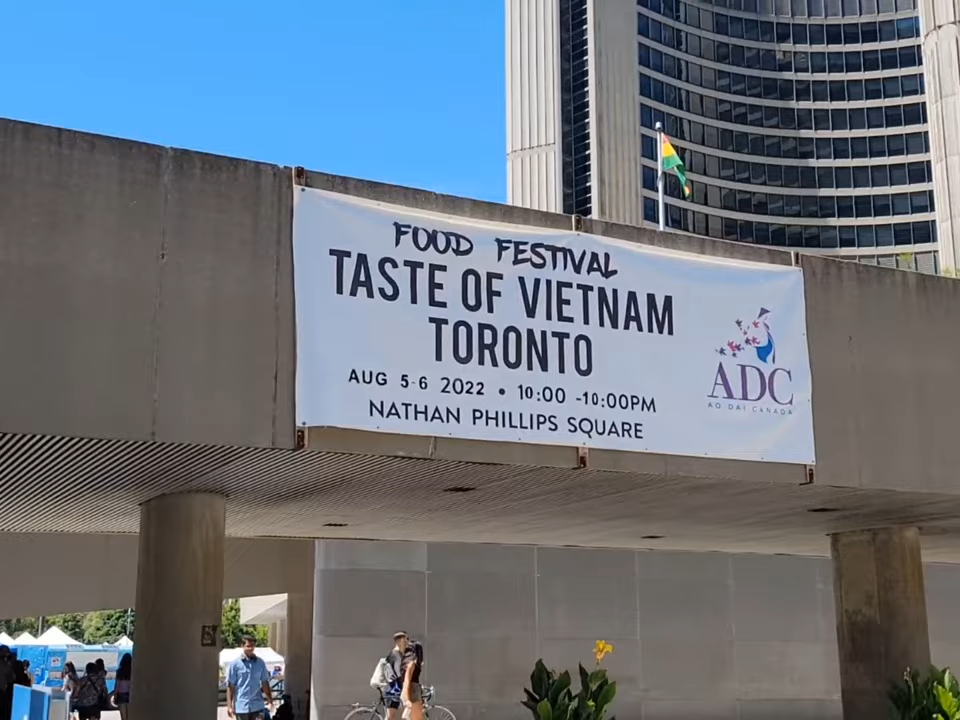 FOOD FESTIVAL
TASTE OF VIETNAM
TORONTO
AUG 5-6 2022 • 10:00 -10:00PM
NATHAN PHILLIPS SQUARE
ADC
AO DAI CANADA